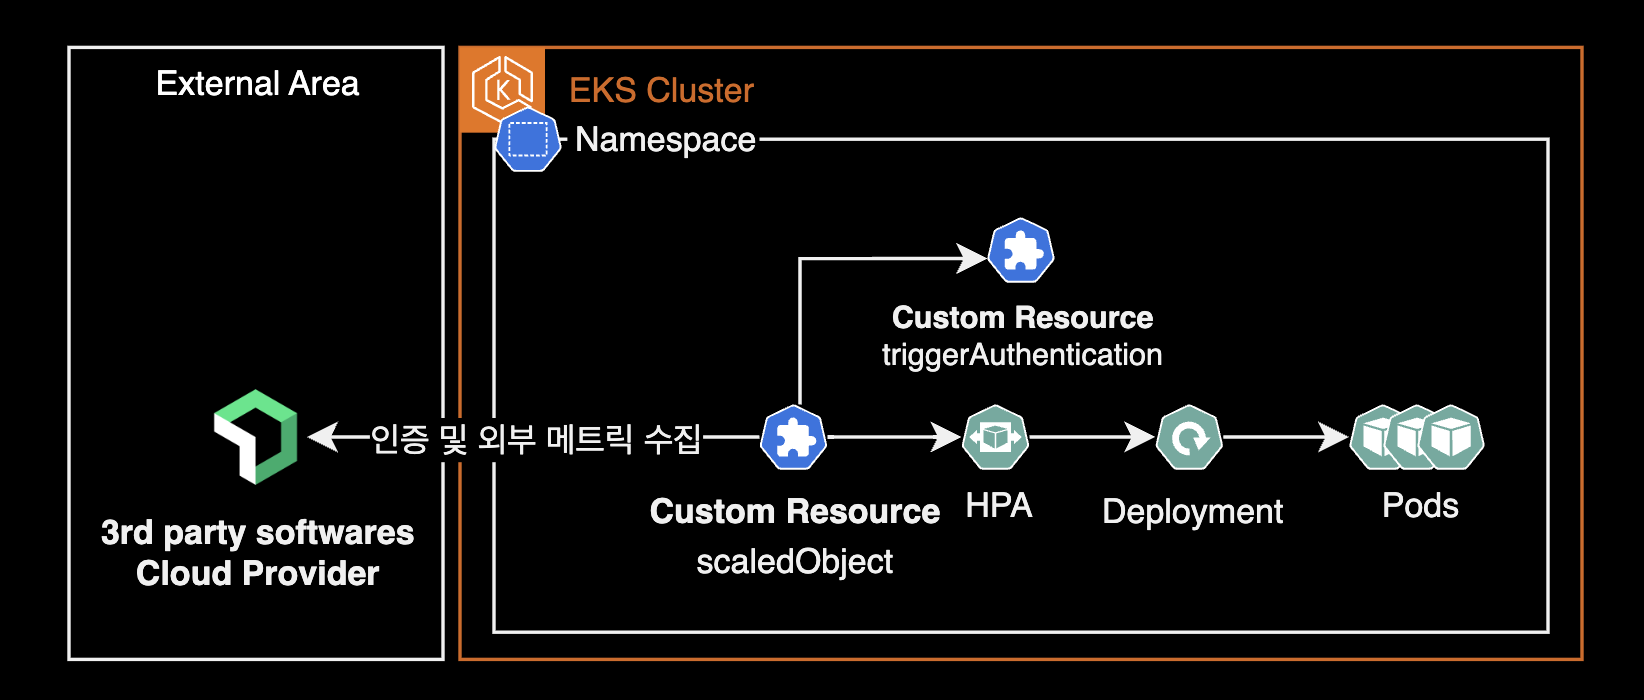 External Area
EKS Cluster
K
Namespace
Custom Resource
triggerAuthentication
인증 및 외부 메트릭 수집
3rd party softwares
Cloud Provider
Custom Resource
scaledObject
HPA
Deployment
Pods